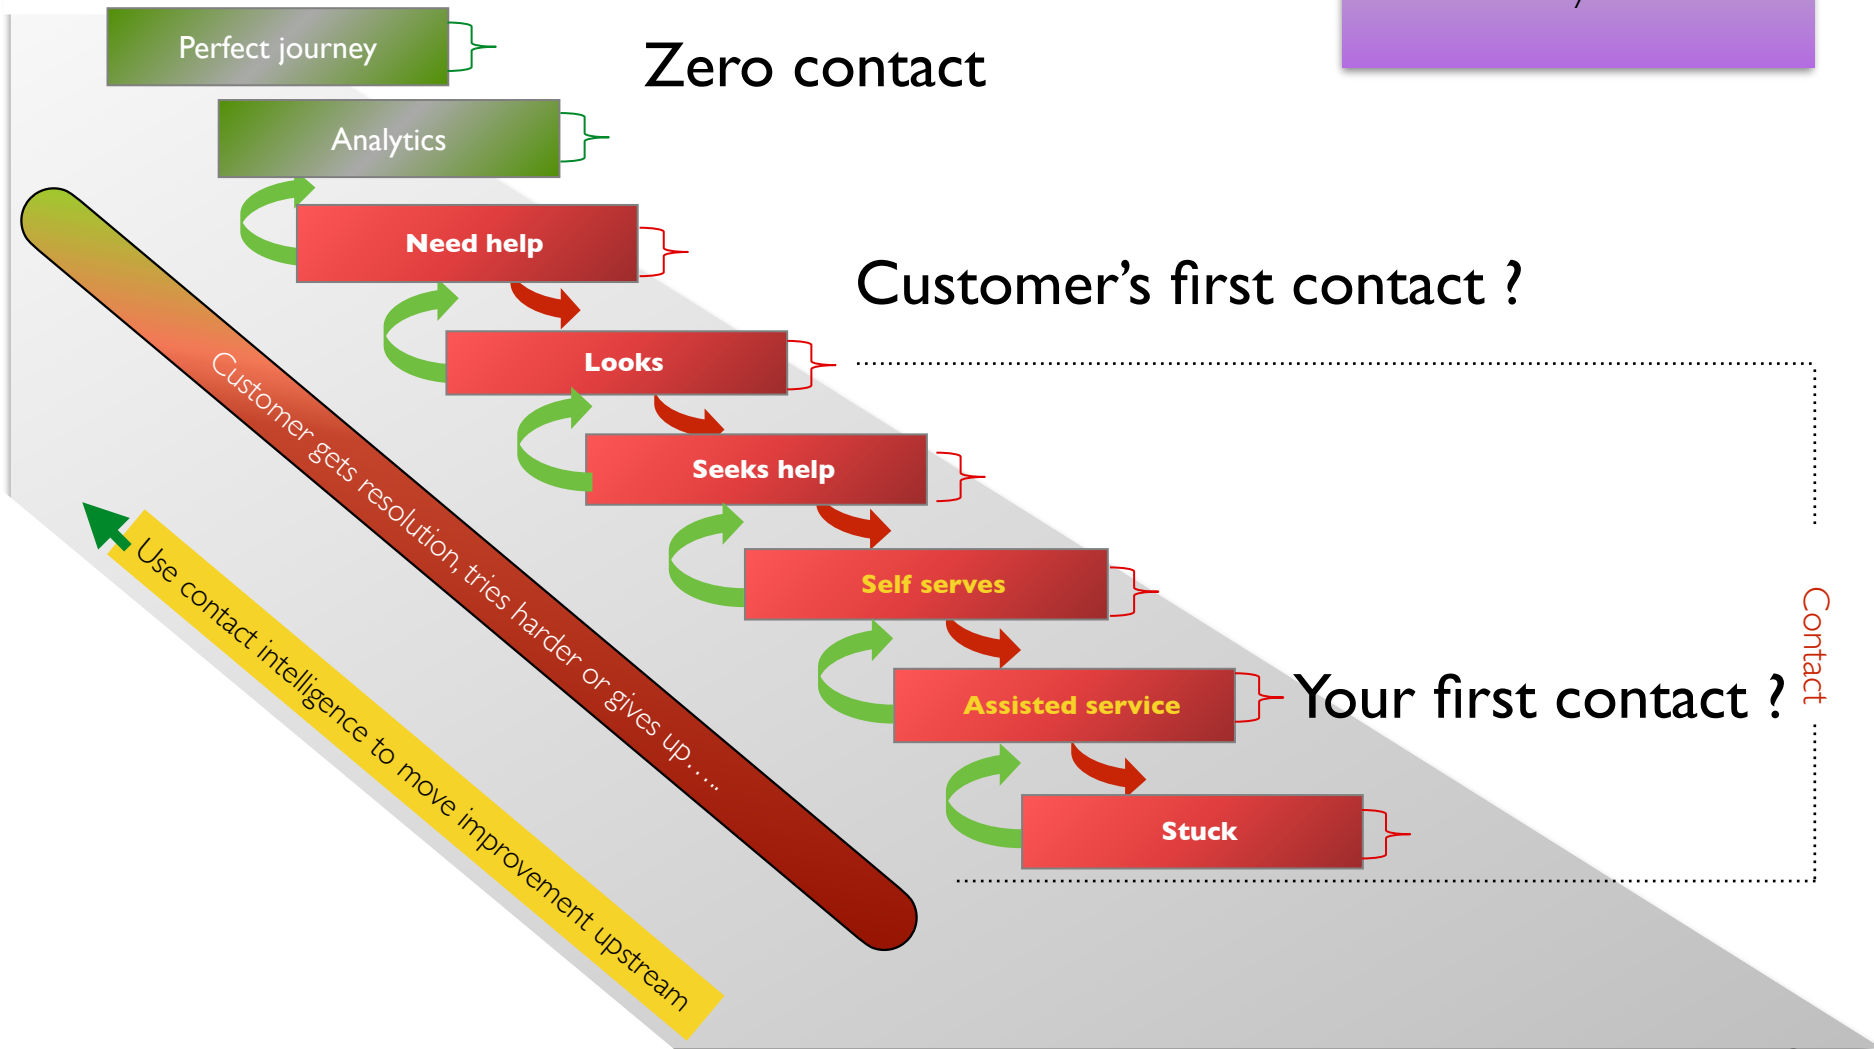 Perfect journey
Zero contact
Analytics
Need help
Customer’s first contact ?
Looks
Seeks help
Self serves
Assisted service
Your first contact ?
Contact
Stuck
Customer gets resolution, tries harder or gives up…..
Use contact intelligence to move improvement upstream